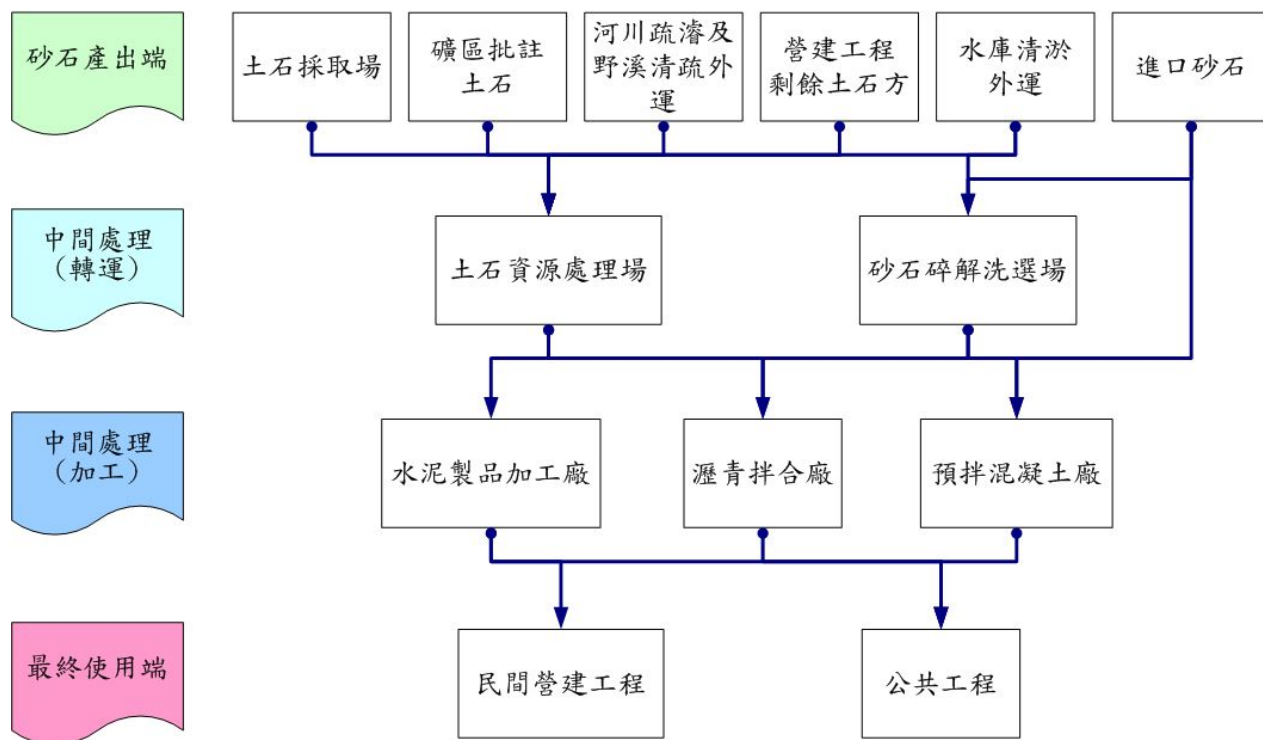 砂石產出端
土石採取場
礦區批註
土石
河川疏濬及
野溪清疏外
運
營建工程
剩餘土石方
水庫清淤
外運
進口砂石
中間處理
(轉運)
土石資源處理場
砂石碎解洗選場
中間處理
(加工)
水泥製品加工廠
瀝青拌合廠
預拌混凝土廠
最終使用端
民間營建工程
公共工程